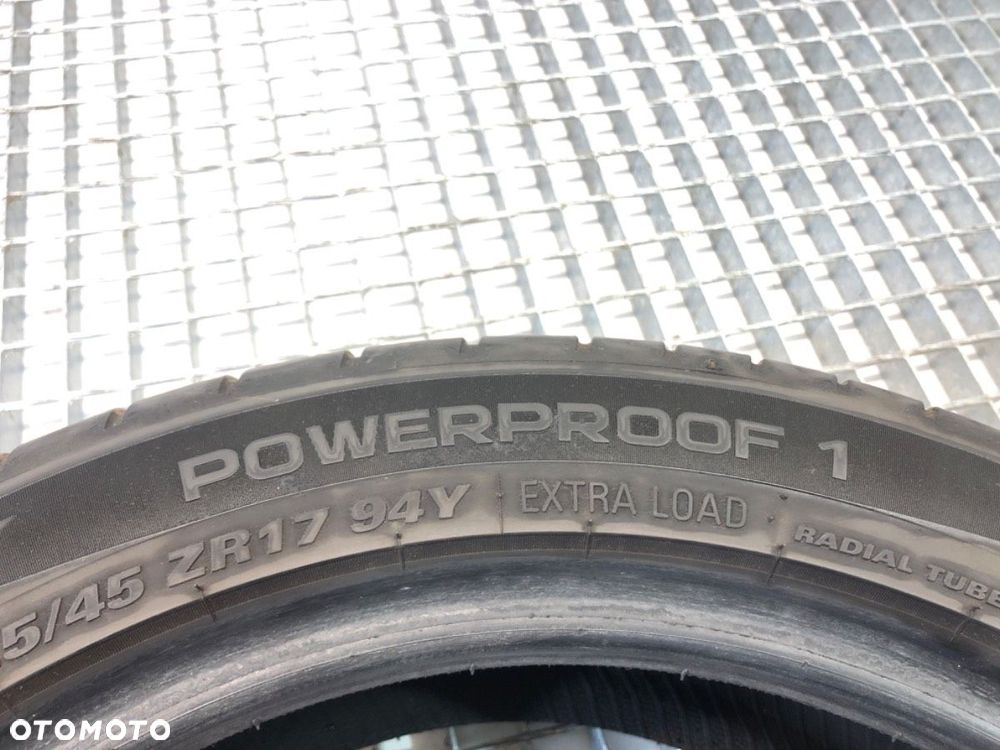 POWERPROOF 1
5/45 ZR17 94Y EXTRA LOAD RADIAL TUBE
OTOMOTO